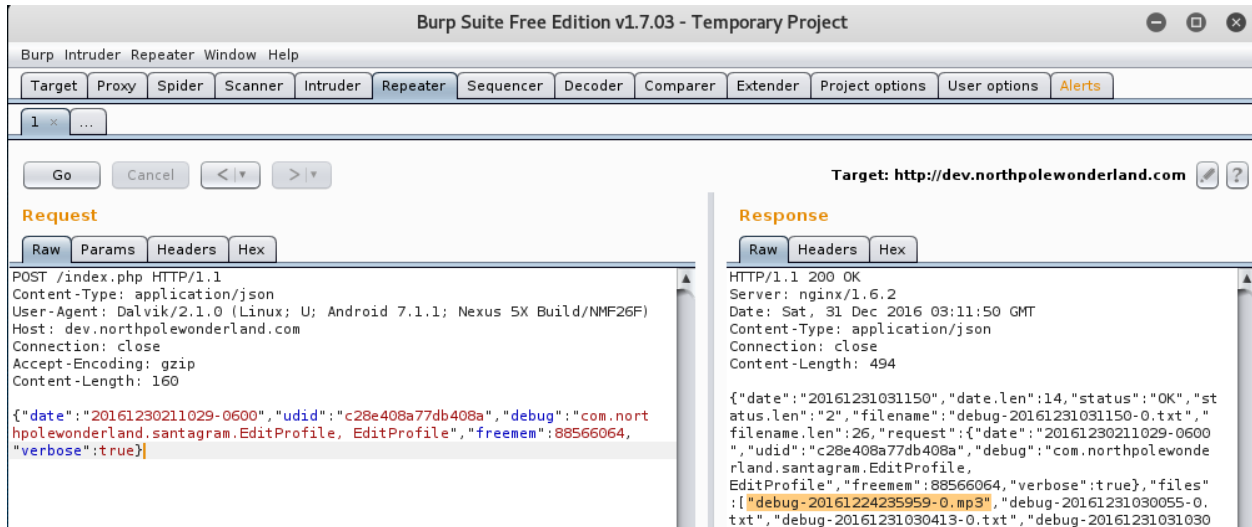 Burp Suite Free Edition v1.7.03 - Temporary Project
Burp Intruder Repeater Window Help
Target Proxy Spider Scanner Intruder Repeater Sequencer Decoder Comparer Extender Project options User options Alerts
1 × ...
Go Cancel < > Target: http://dev.northpolewonderland.com ?
Request
Raw Params Headers Hex
POST /index.php HTTP/1.1
Content-Type: application/json
User-Agent: Dalvik/2.1.0 (Linux; U; Android 7.1.1; Nexus 5X Build/NMF26F)
Host: dev.northpolewonderland.com
Connection: close
Accept-Encoding: gzip
Content-Length: 160
{"date":"20161230211029-0600","udid":"c28e408a77db408a","debug":"com.nort
hpolewonderland.santagram.EditProfile, EditProfile","freemem":88566064,
"verbose":true}
Response
Raw Headers Hex
HTTP/1.1 200 OK
Server: nginx/1.6.2
Date: Sat, 31 Dec 2016 03:11:50 GMT
Content-Type: application/json
Connection: close
Content-Length: 494
{"date":"20161231031150","date.len":14,"status":"OK","st
atus.len":"2","filename":"debug-20161231031150-0.txt","
filename.len":26,"request":{"date":"20161230211029-0600
","udid":"c28e408a77db408a","debug":"com.northpolewonde
rland.santagram.EditProfile,
EditProfile","freemem":88566064,"verbose":true},"files"
:["debug-20161224235959-0.mp3","debug-20161231030055-0.
txt","debug-20161231030413-0.txt","debug-20161231031030